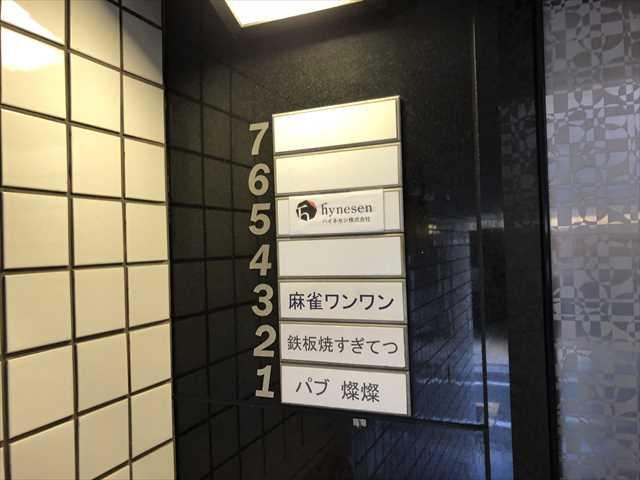 7
6
5 hynesen
ハイネセン株式会社
4
3 麻雀ワンワン
2 鉄板焼すぎてつ
1 パブ 燦燦